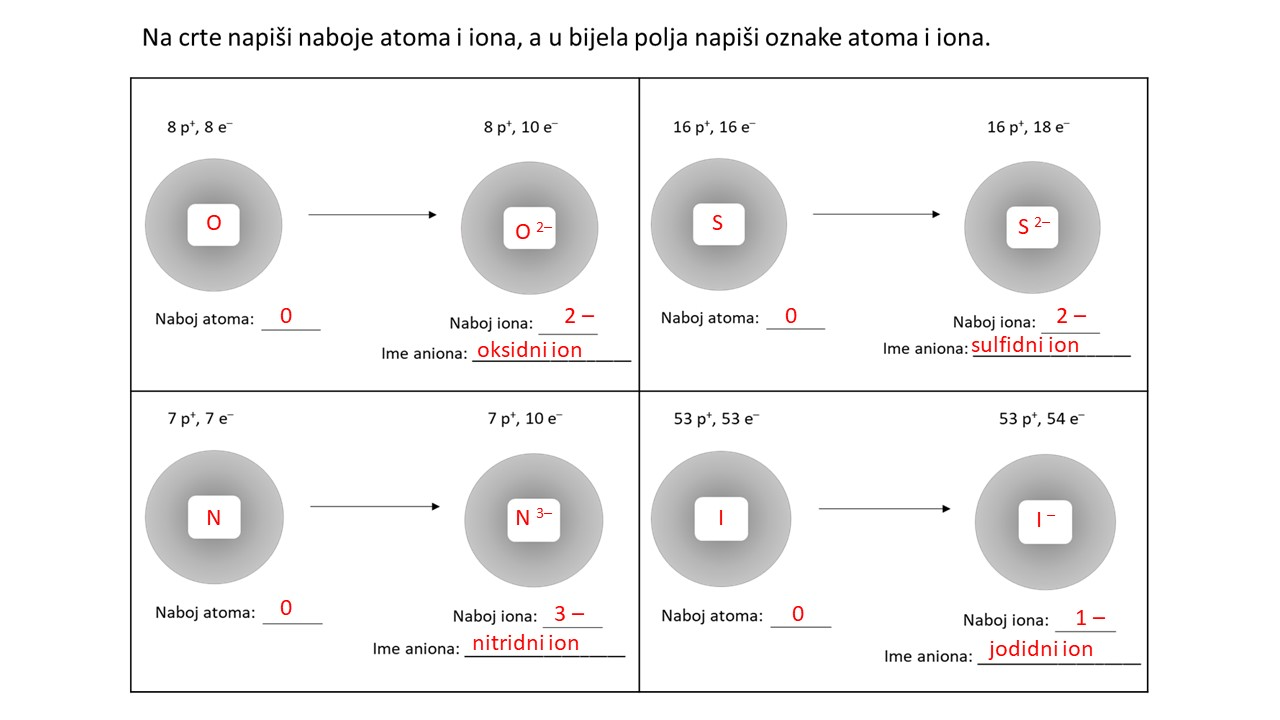 Na crte napiši naboje atoma i iona, a u bijela polja napiši oznake atoma i iona.
8 p⁺, 8 e⁻
8 p⁺, 10 e⁻
O
O ²⁻
Naboj atoma: 0
Naboj iona: 2 –
Ime aniona: oksidni ion
16 p⁺, 16 e⁻
16 p⁺, 18 e⁻
S
S ²⁻
Naboj atoma: 0
Naboj iona: 2 –
Ime aniona: sulfidni ion
7 p⁺, 7 e⁻
7 p⁺, 10 e⁻
N
N ³⁻
Naboj atoma: 0
Naboj iona: 3 –
Ime aniona: nitridni ion
53 p⁺, 53 e⁻
53 p⁺, 54 e⁻
I
I ⁻
Naboj atoma: 0
Naboj iona: 1 –
Ime aniona: jodidni ion